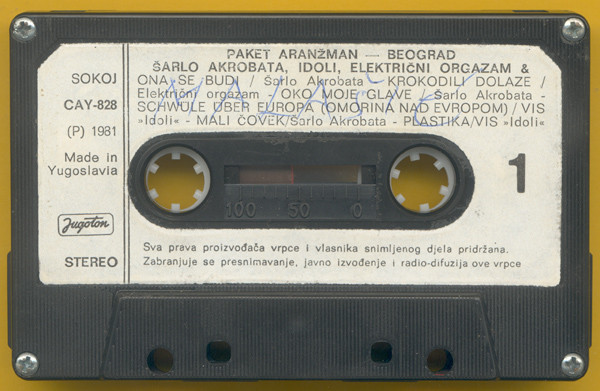 PAKET ARANŽMAN — BEOGRAD
ŠARLO AKROBATA, IDOLI, ELEKTRIČNI ORGAZAM &
ONA SE BUDI / Šarlo Akrobata - KROKODILI DOLAZE /
Električni orgazam - OKO MOJE GLAVE / Šarlo Akrobata -
SCHWÜLE ÜBER EUROPA (OMORINA NAD EVROPOM) / VIS
»Idoli« - MALI ČOVEK/Šarlo Akrobata - PLASTIKA/VIS »Idoli«
SOKOJ
CAY-828
(P) 1981
Made in
Yugoslavia
Jugoton
STEREO
1
100 50 0
Sva prava proizvođača vrpce i vlasnika snimljenog djela pridržana.
Zabranjuje se presnimavanje, javno izvođenje i radio-difuzija ove vrpce